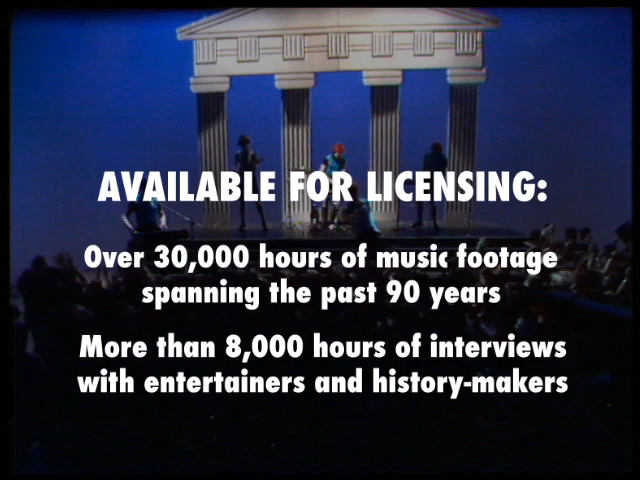 AVAILABLE FOR LICENSING:
Over 30,000 hours of music footage
spanning the past 90 years
More than 8,000 hours of interviews
with entertainers and history-makers